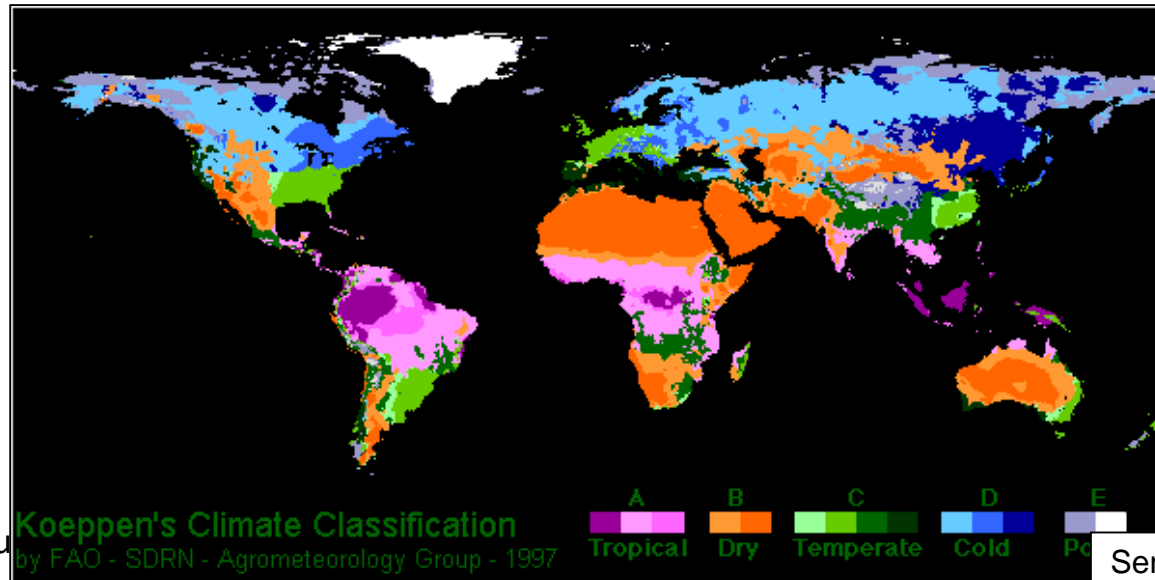 A B C D E
Koeppen's Climate Classification
Tropical Dry Temperate Cold
by FAO - SDRN - Agrometeorology Group - 1997